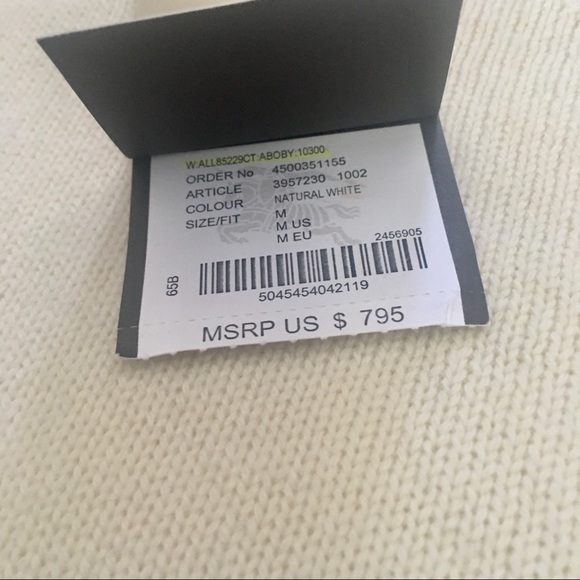 W:ALL85229CT:ABOBY:10300
ORDER No 4500351155
ARTICLE 3957230 1002
COLOUR NATURAL WHITE
SIZE/FIT M
M US
M EU
2456905
65B
5045454042119
MSRP US $ 795